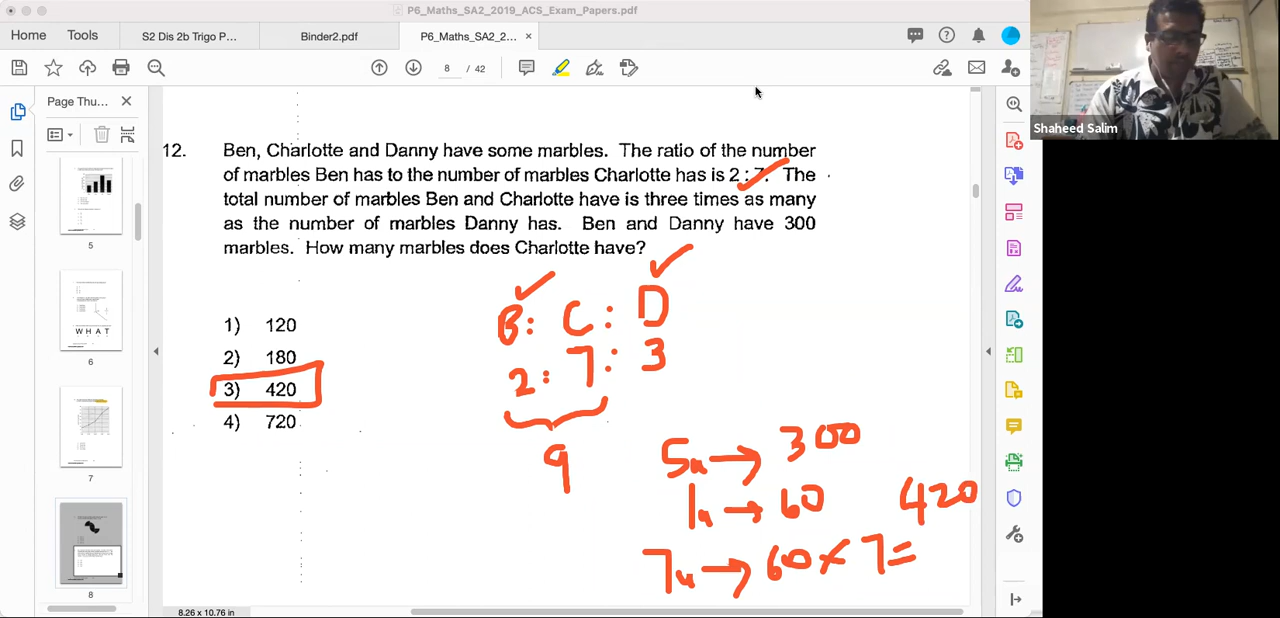 P6_Maths_SA2_2019_ACS_Exam_Papers.pdf
Home Tools S2 Dis 2b Trigo P... Binder2.pdf P6_Maths_SA2_2... ×
8 / 42
Page Thu...
Shaheed Salim
12. Ben, Charlotte and Danny have some marbles. The ratio of the number
of marbles Ben has to the number of marbles Charlotte has is 2 : 7. The
total number of marbles Ben and Charlotte have is three times as many
as the number of marbles Danny has. Ben and Danny have 300
marbles. How many marbles does Charlotte have?
1) 120
2) 180
3) 420
4) 720
B: C: D
2: 7: 3
9
5u → 300
1u → 60
7u → 60 × 7 = 420
5
WHAT
6
7
8
8.26 x 10.76 in